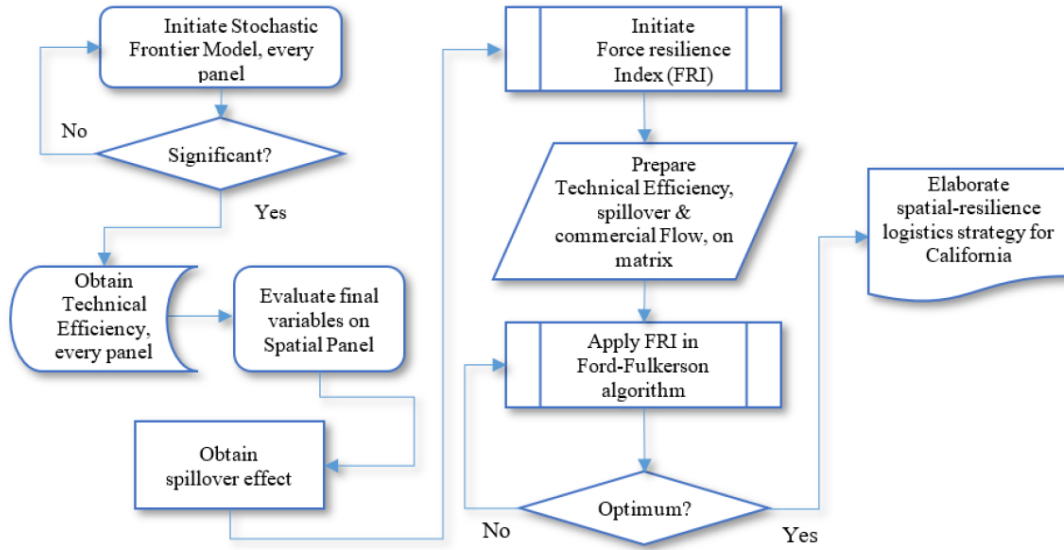 Initiate Stochastic
Frontier Model, every
panel
No
Significant?
Yes
Obtain
Technical
Efficiency,
every panel
Evaluate final
variables on
Spatial Panel
Obtain
spillover effect
Initiate
Force resilience
Index (FRI)
Prepare
Technical Efficiency,
spillover &
commercial Flow, on
matrix
Apply FRI in
Ford-Fulkerson
algorithm
Optimum?
No
Yes
Elaborate
spatial-resilience
logistics strategy for
California